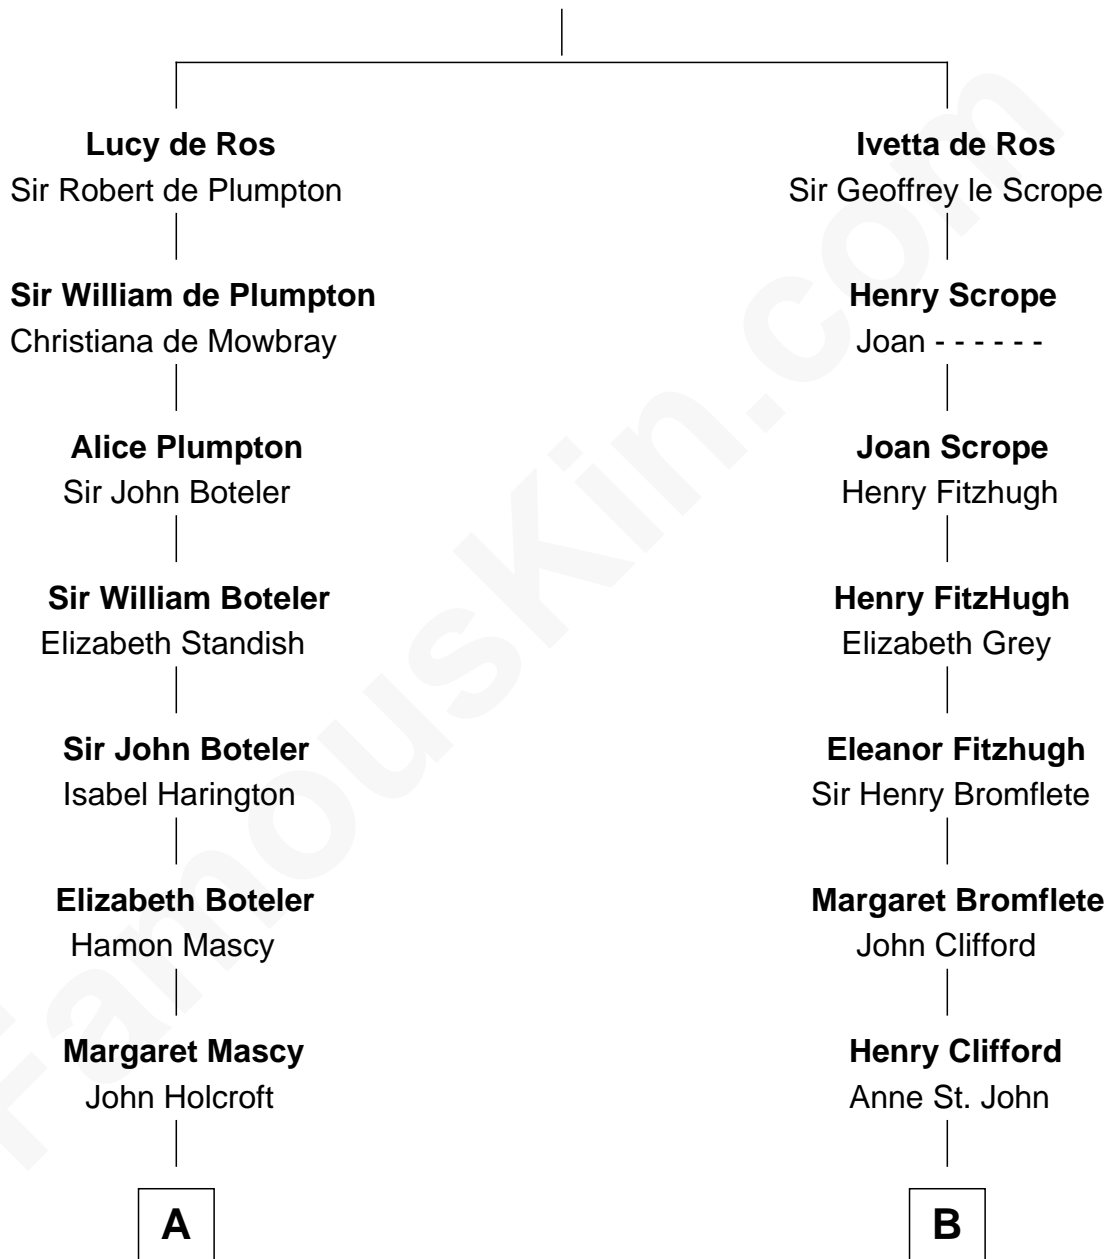 Lucy de Ros
Sir Robert de Plumpton
Sir William de Plumpton
Christiana de Mowbray
Alice Plumpton
Sir John Boteler
Sir William Boteler
Elizabeth Standish
Sir John Boteler
Isabel Harington
Elizabeth Boteler
Hamon Mascy
Margaret Mascy
John Holcroft
A
Ivetta de Ros
Sir Geoffrey le Scrope
Henry Scrope
Joan - - - - - -
Joan Scrope
Henry Fitzhugh
Henry FitzHugh
Elizabeth Grey
Eleanor Fitzhugh
Sir Henry Bromflete
Margaret Bromflete
John Clifford
Henry Clifford
Anne St. John
B
FamousKin.com